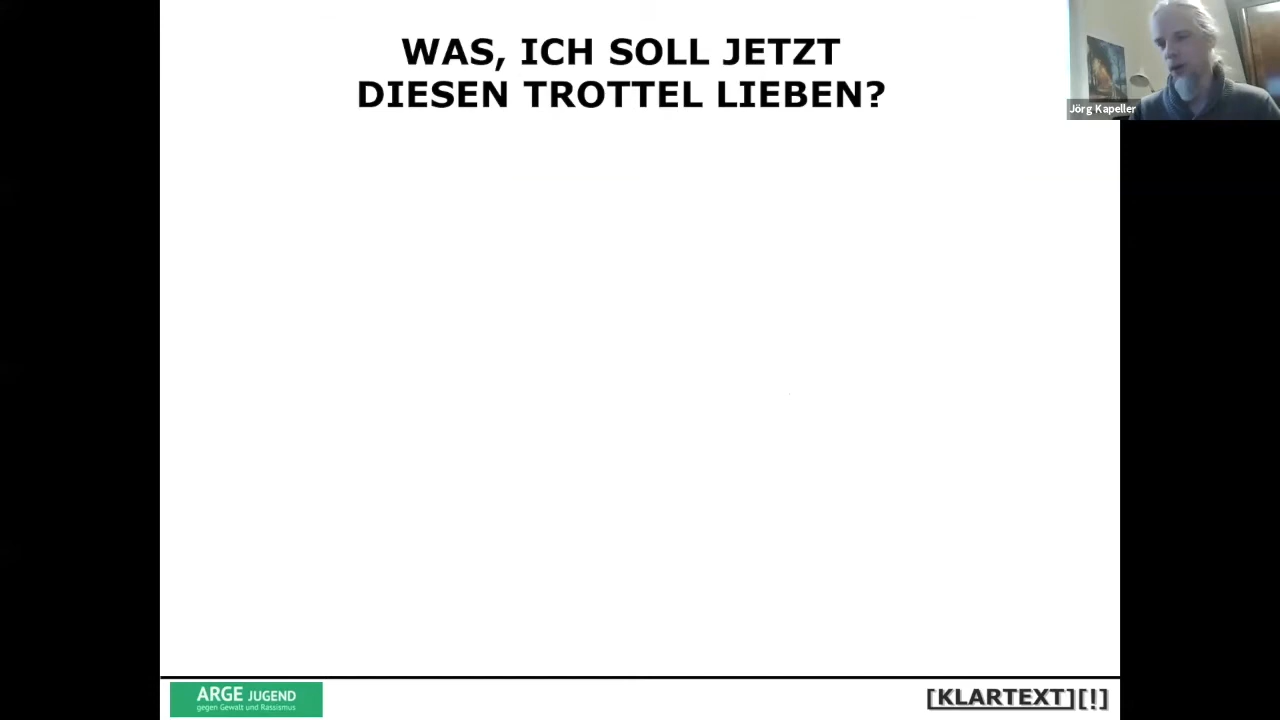 WAS, ICH SOLL JETZT
DIESEN TROTTEL LIEBEN?
Jörg Kapeller
ARGE JUGEND
gegen Gewalt und Rassismus
[KLARTEXT][!]